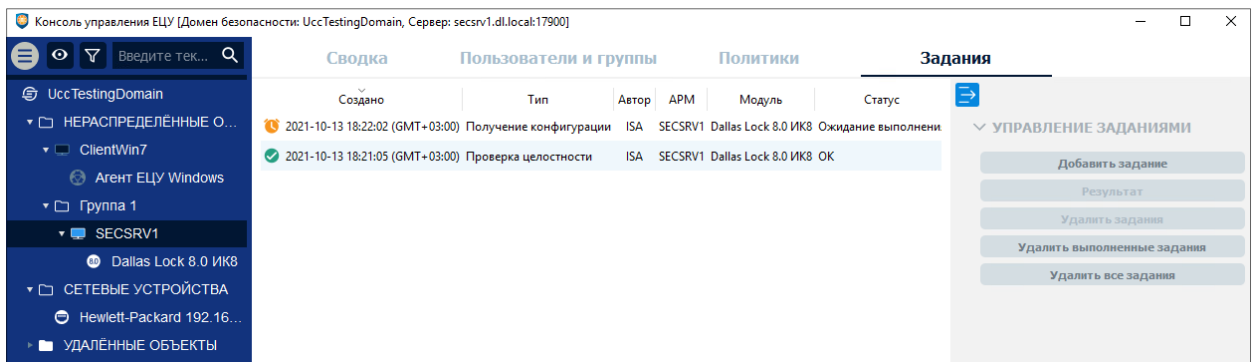 Консоль управления ЕЦУ [Домен безопасности: UccTestingDomain, Сервер: secsrv1.dl.local:17900]
Введите тек...
Сводка Пользователи и группы Политики Задания
UccTestingDomain
НЕРАСПРЕДЕЛЁННЫЕ О...
ClientWin7
Агент ЕЦУ Windows
Группа 1
SECSRV1
8.0 Dallas Lock 8.0 ИК8
СЕТЕВЫЕ УСТРОЙСТВА
Hewlett-Packard 192.16...
УДАЛЁННЫЕ ОБЪЕКТЫ
Создано Тип Автор АРМ Модуль Статус
2021-10-13 18:22:02 (GMT+03:00) Получение конфигурации ISA SECSRV1 Dallas Lock 8.0 ИК8 Ожидание выполнени
2021-10-13 18:21:05 (GMT+03:00) Проверка целостности ISA SECSRV1 Dallas Lock 8.0 ИК8 OK
УПРАВЛЕНИЕ ЗАДАНИЯМИ
Добавить задание
Результат
Удалить задания
Удалить выполненные задания
Удалить все задания